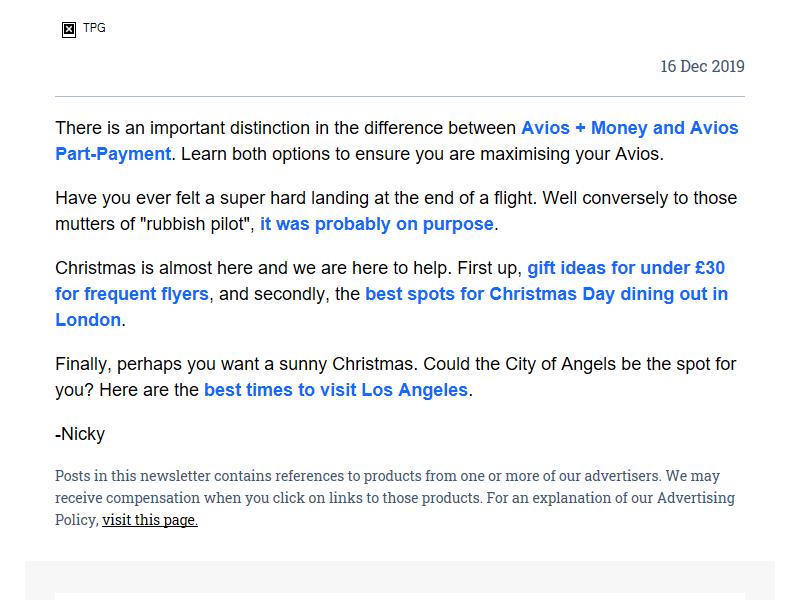 TPG
16 Dec 2019
There is an important distinction in the difference between Avios + Money and Avios
Part-Payment. Learn both options to ensure you are maximising your Avios.
Have you ever felt a super hard landing at the end of a flight. Well conversely to those
mutters of "rubbish pilot", it was probably on purpose.
Christmas is almost here and we are here to help. First up, gift ideas for under £30
for frequent flyers, and secondly, the best spots for Christmas Day dining out in
London.
Finally, perhaps you want a sunny Christmas. Could the City of Angels be the spot for
you? Here are the best times to visit Los Angeles.
-Nicky
Posts in this newsletter contains references to products from one or more of our advertisers. We may
receive compensation when you click on links to those products. For an explanation of our Advertising
Policy, visit this page.